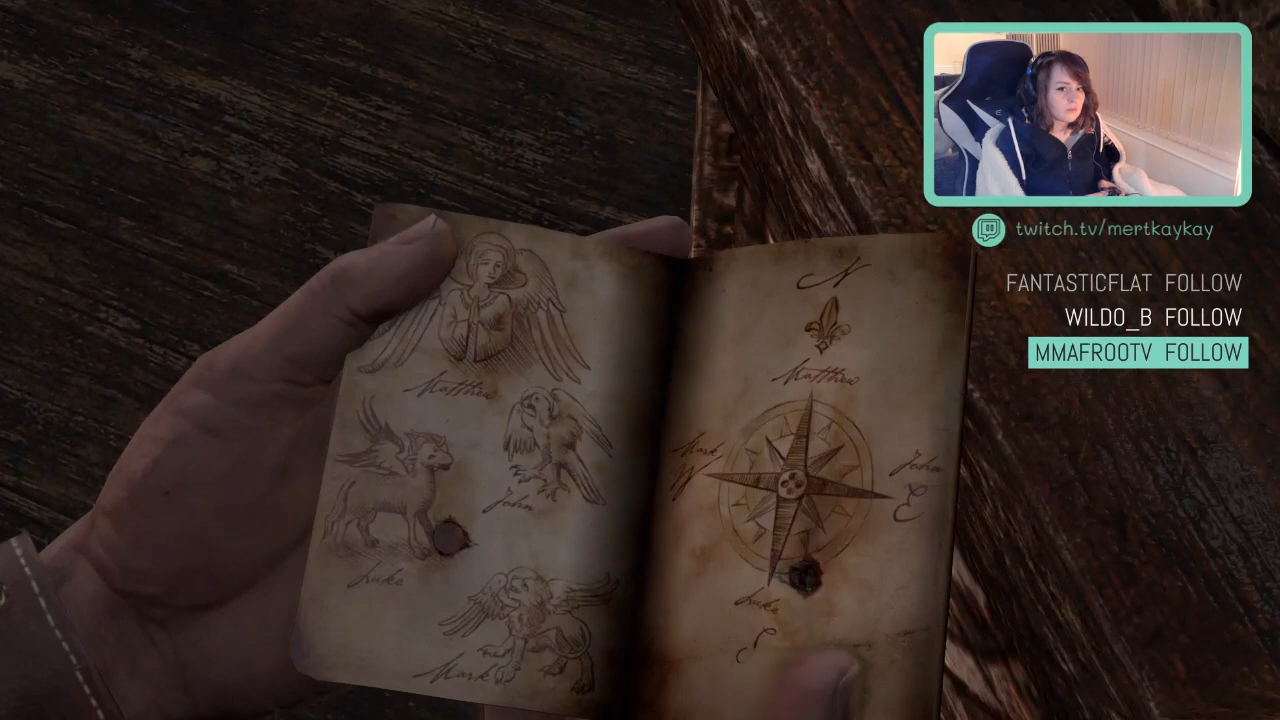 twitch.tv/mertkaykay
FANTASTICFLAT FOLLOW
WILDO_B FOLLOW
MMAFROOTV FOLLOW
Matthew
John
Luke
Mark
N
Matthew
Mark
W
John
E
Luke
S